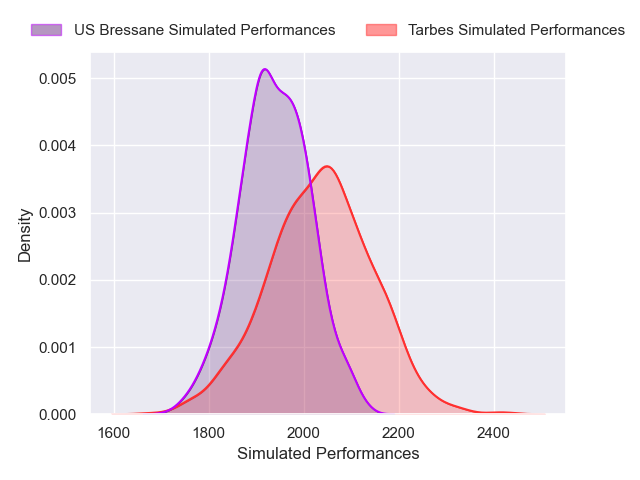 US Bressane Simulated Performances
Tarbes Simulated Performances
0.005
0.004
0.003
0.002
0.001
0.000
Density
1600
1800
2000
2200
2400
Simulated Performances